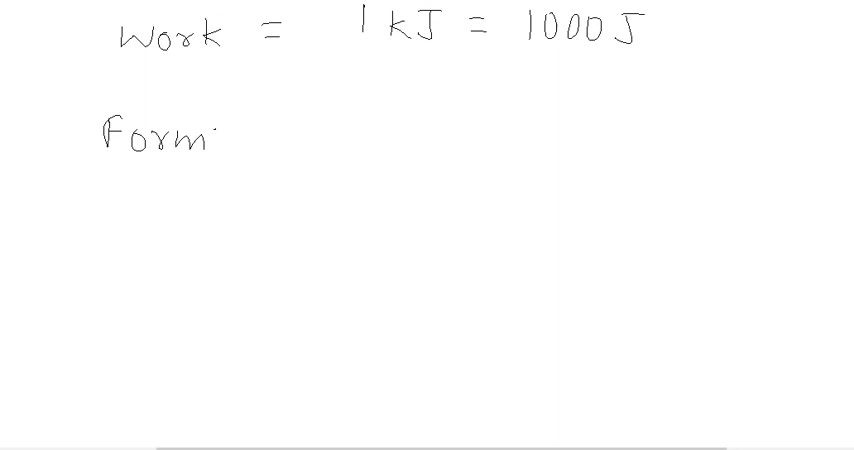 Work = 1 kJ = 1000 J
Form